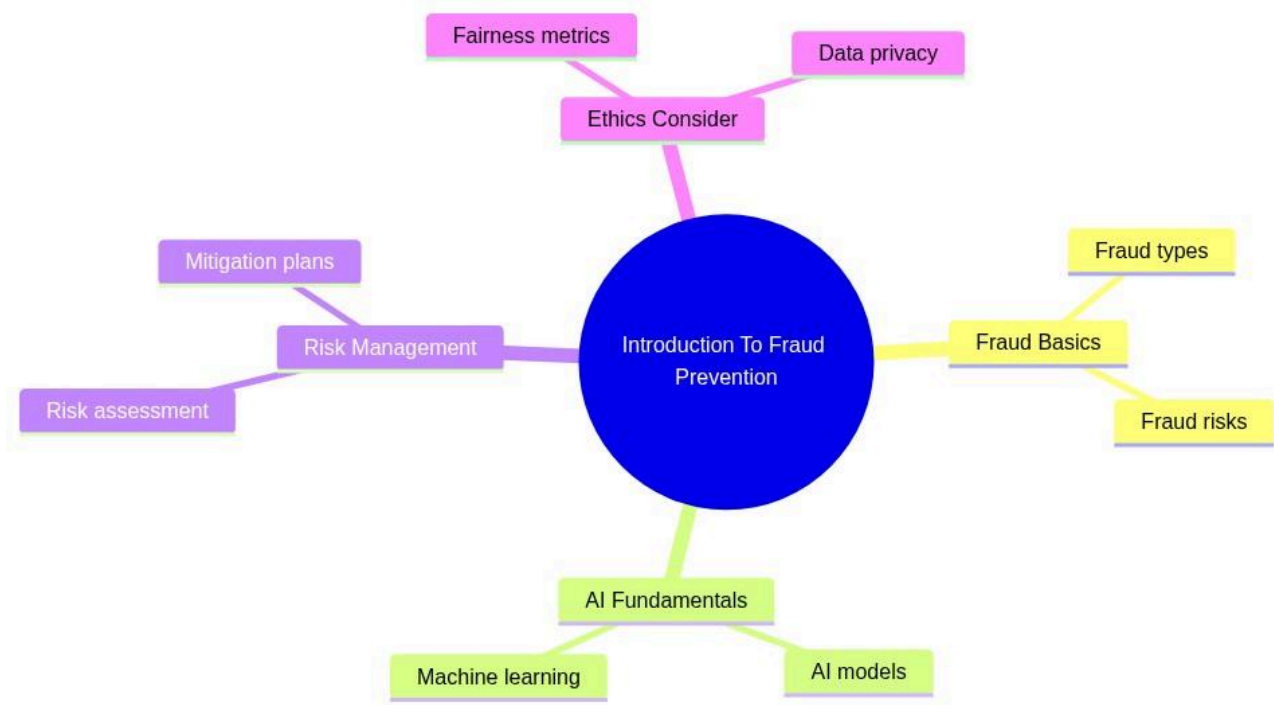 Fairness metrics
Data privacy
Ethics Consider
Mitigation plans
Risk Management
Risk assessment
Introduction To Fraud
Prevention
Fraud types
Fraud Basics
Fraud risks
AI Fundamentals
Machine learning
AI models